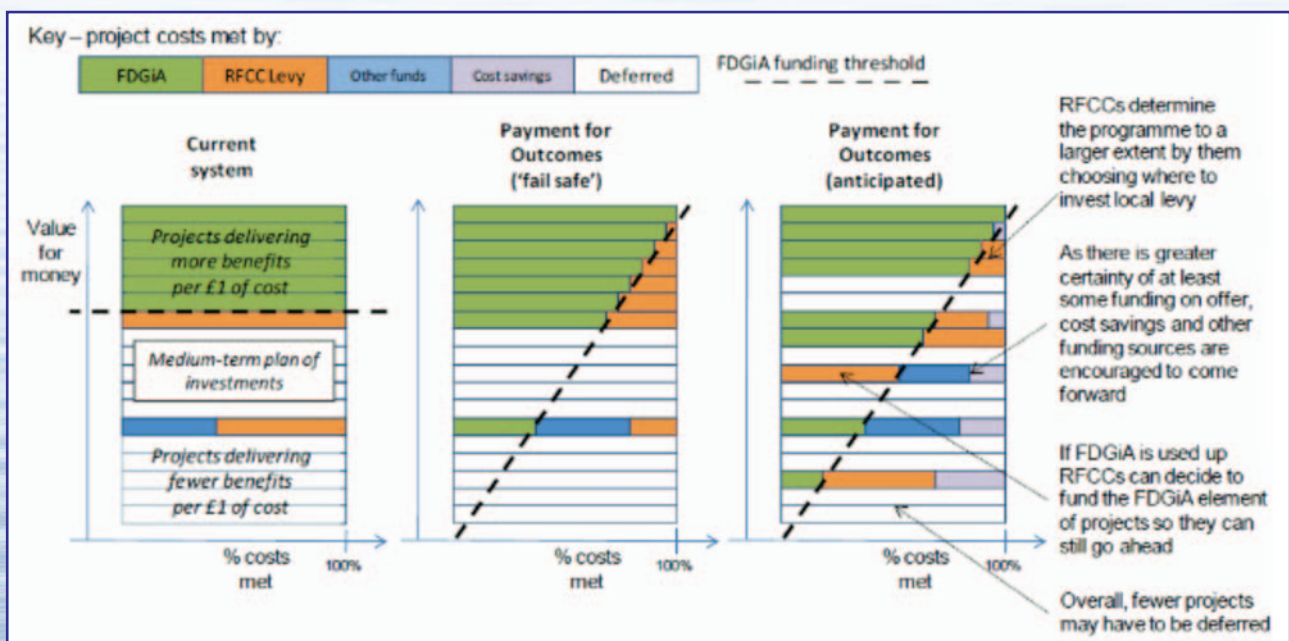 Key – project costs met by:
FDGiA
RFCC Levy
Other funds
Cost savings
Deferred
FDGiA funding threshold
Current
system
Payment for
Outcomes
('fail safe')
Payment for
Outcomes
(anticipated)
Value
for
money
Projects delivering
more benefits
per £1 of cost
Medium-term plan of
investments
Projects delivering
fewer benefits
per £1 of cost
% costs
met
100%
% costs
met
100%
% costs
met
100%
RFCCs determine
the programme to a
larger extent by them
choosing where to
invest local levy
As there is greater
certainty of at least
some funding on offer,
cost savings and other
funding sources are
encouraged to come
forward
If FDGiA is used up
RFCCs can decide to
fund the FDGiA element
of projects so they can
still go ahead
Overall, fewer projects
may have to be deferred